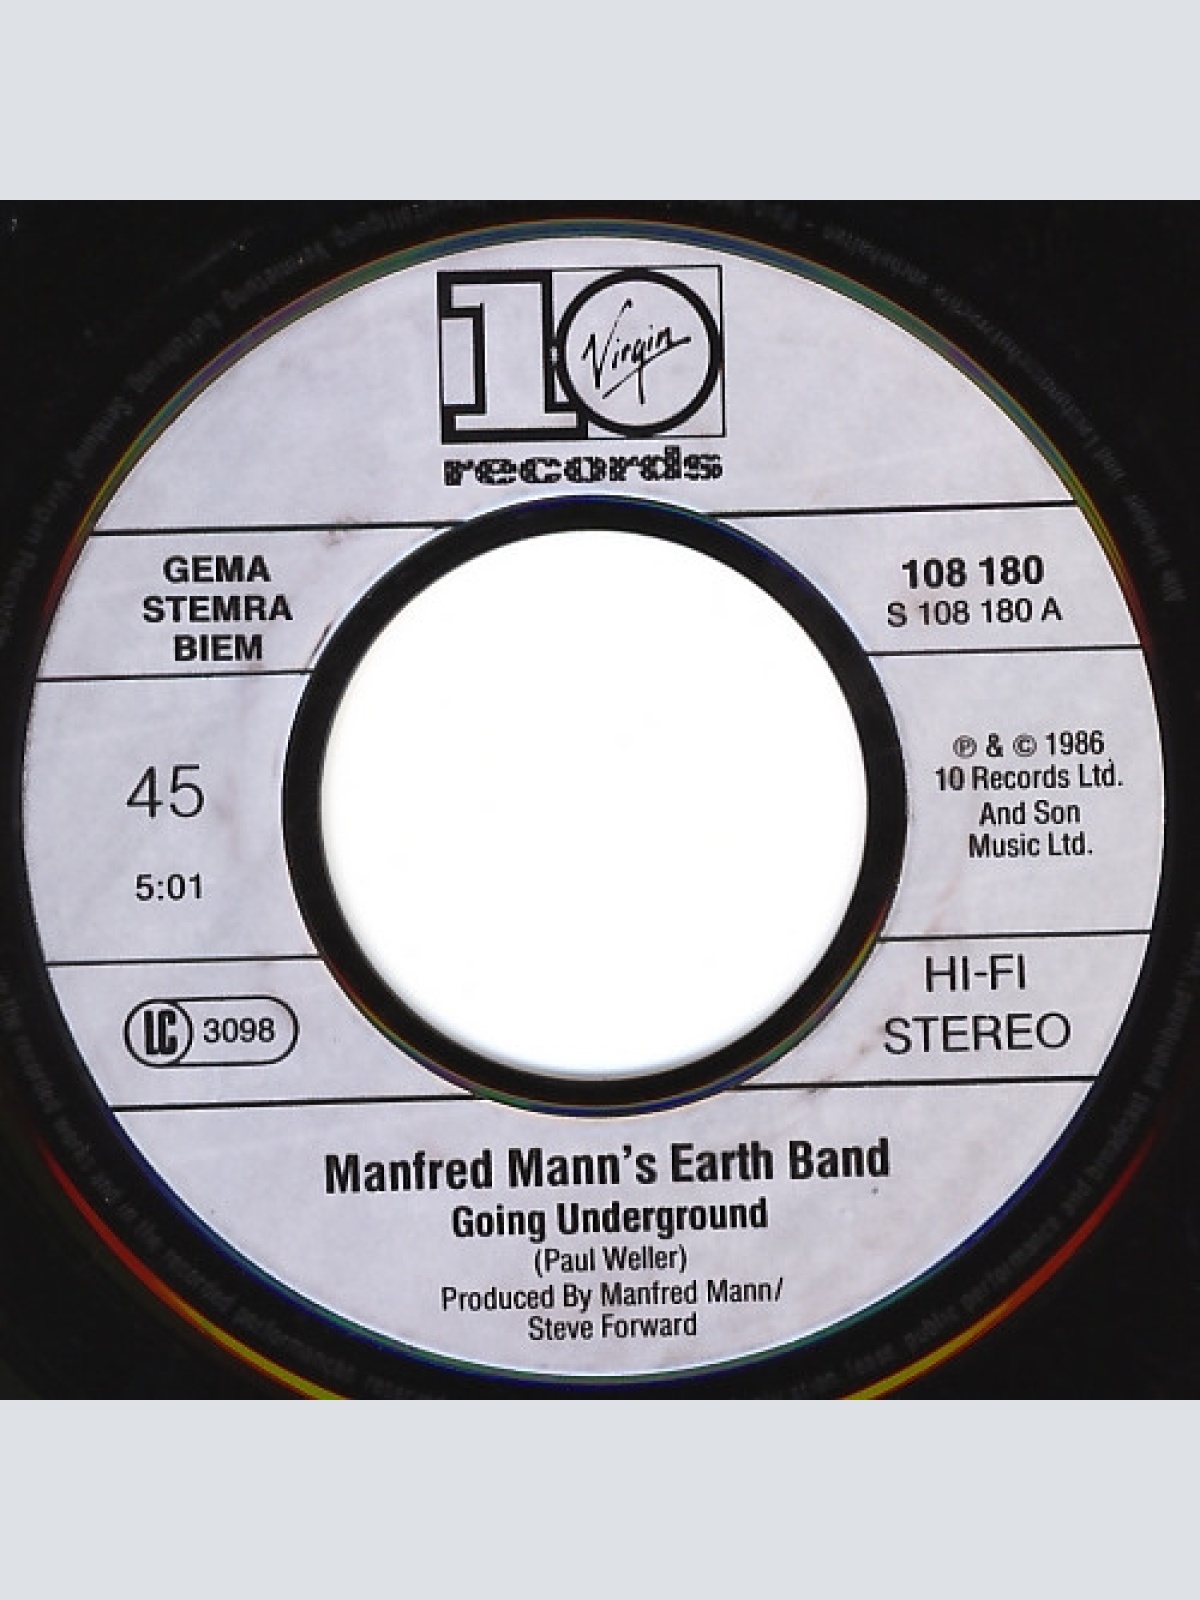 10 Virgin
records
GEMA
STEMRA
BIEM
108 180
S 108 180 A
45
5:01
℗ & © 1986
10 Records Ltd.
And Son
Music Ltd.
LC 3098
HI-FI
STEREO
Manfred Mann's Earth Band
Going Underground
(Paul Weller)
Produced By Manfred Mann/
Steve Forward